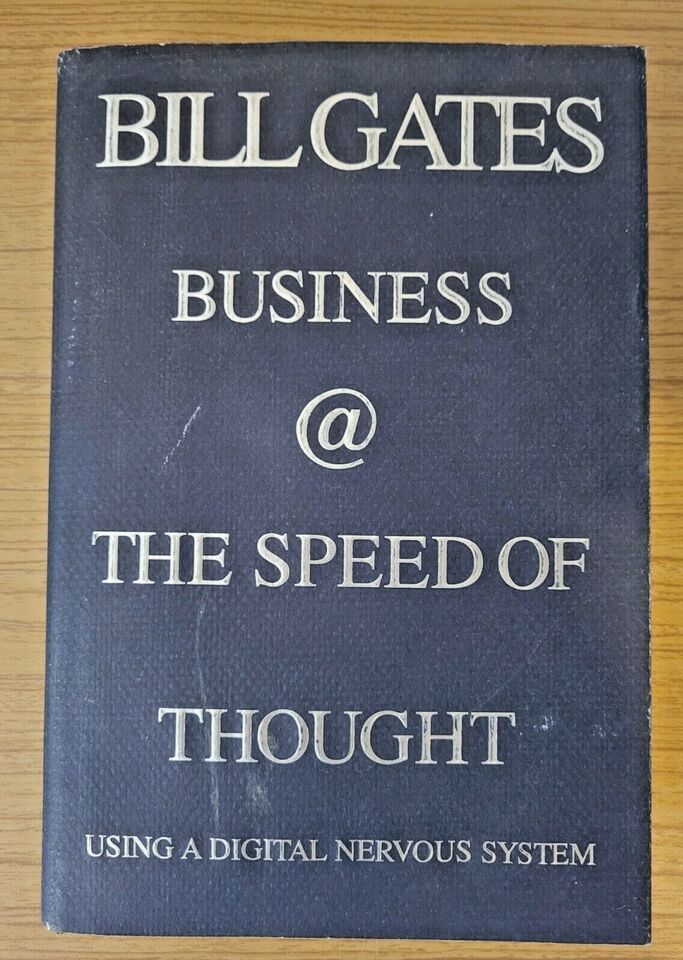 BILL GATES
BUSINESS
@
THE SPEED OF
THOUGHT
USING A DIGITAL NERVOUS SYSTEM